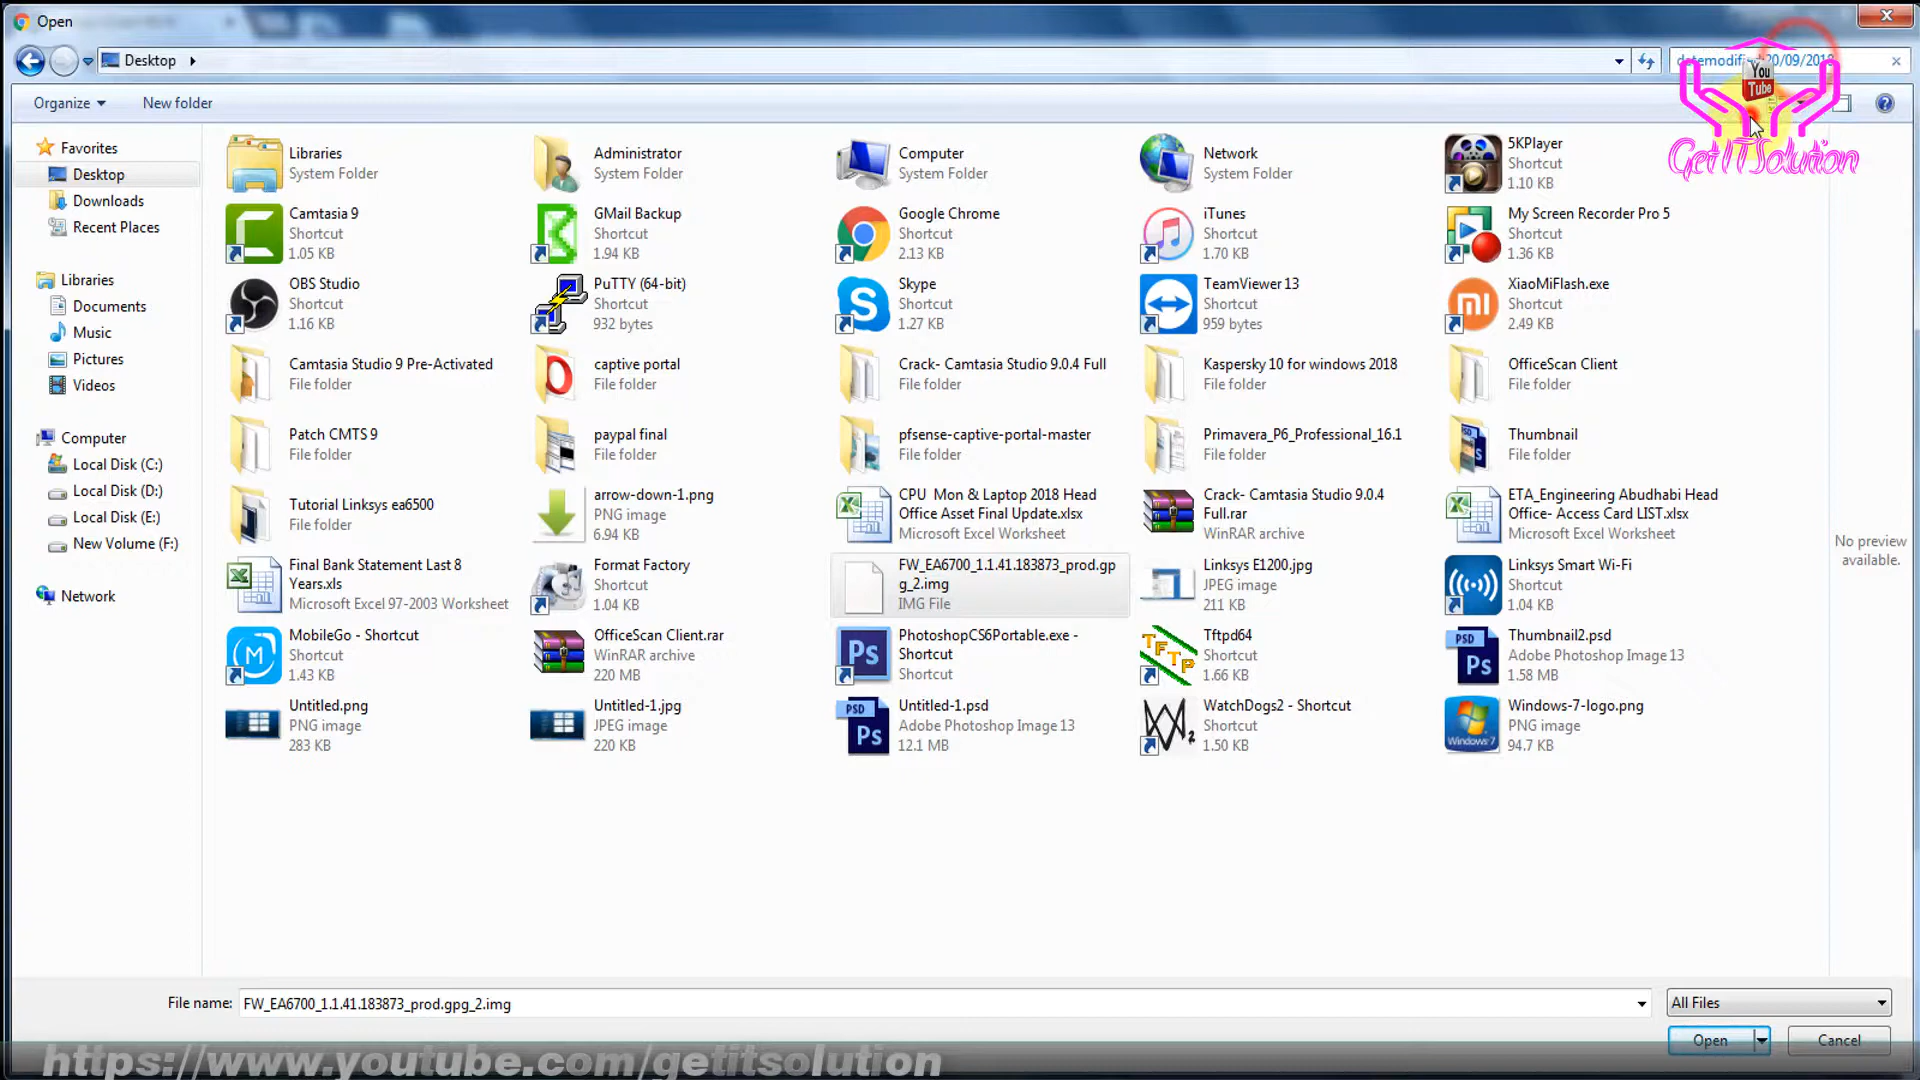 Open
Desktop
datemodified:20/09/2018
Organize
New folder
You
Tube
GetITSolution
Favorites
Desktop
Downloads
Recent Places
Libraries
Documents
Music
Pictures
Videos
Computer
Local Disk (C:)
Local Disk (D:)
Local Disk (E:)
New Volume (F:)
Network
Libraries
System Folder
Administrator
System Folder
Computer
System Folder
Network
System Folder
5KPlayer
Shortcut
1.10 KB
Camtasia 9
Shortcut
1.05 KB
GMail Backup
Shortcut
1.94 KB
Google Chrome
Shortcut
2.13 KB
iTunes
Shortcut
1.70 KB
My Screen Recorder Pro 5
Shortcut
1.36 KB
OBS Studio
Shortcut
1.16 KB
PuTTY (64-bit)
Shortcut
932 bytes
Skype
Shortcut
1.27 KB
TeamViewer 13
Shortcut
959 bytes
XiaoMiFlash.exe
Shortcut
2.49 KB
Camtasia Studio 9 Pre-Activated
File folder
captive portal
File folder
Crack- Camtasia Studio 9.0.4 Full
File folder
Kaspersky 10 for windows 2018
File folder
OfficeScan Client
File folder
Patch CMTS 9
File folder
paypal final
File folder
pfsense-captive-portal-master
File folder
Primavera_P6_Professional_16.1
File folder
Thumbnail
File folder
Tutorial Linksys ea6500
File folder
arrow-down-1.png
PNG image
6.94 KB
CPU Mon & Laptop 2018 Head
Office Asset Final Update.xlsx
Microsoft Excel Worksheet
Crack- Camtasia Studio 9.0.4
Full.rar
WinRAR archive
ETA_Engineering Abudhabi Head
Office- Access Card LIST.xlsx
Microsoft Excel Worksheet
Final Bank Statement Last 8
Years.xls
Microsoft Excel 97-2003 Worksheet
Format Factory
Shortcut
1.04 KB
FW_EA6700_1.1.41.183873_prod.gp
g_2.img
IMG File
Linksys E1200.jpg
JPEG image
211 KB
Linksys Smart Wi-Fi
Shortcut
1.04 KB
MobileGo - Shortcut
Shortcut
1.43 KB
OfficeScan Client.rar
WinRAR archive
220 MB
PhotoshopCS6Portable.exe -
Shortcut
Shortcut
TFTP
Tftpd64
Shortcut
1.66 KB
PSD
Ps
Thumbnail2.psd
Adobe Photoshop Image 13
1.58 MB
Untitled.png
PNG image
283 KB
Untitled-1.jpg
JPEG image
220 KB
PSD
Ps
Untitled-1.psd
Adobe Photoshop Image 13
12.1 MB
WatchDogs2 - Shortcut
Shortcut
1.50 KB
Windows 7
Windows-7-logo.png
PNG image
94.7 KB
No preview
available.
File name:
FW_EA6700_1.1.41.183873_prod.gpg_2.img
All Files
Open
Cancel
https://www.youtube.com/getitsolution